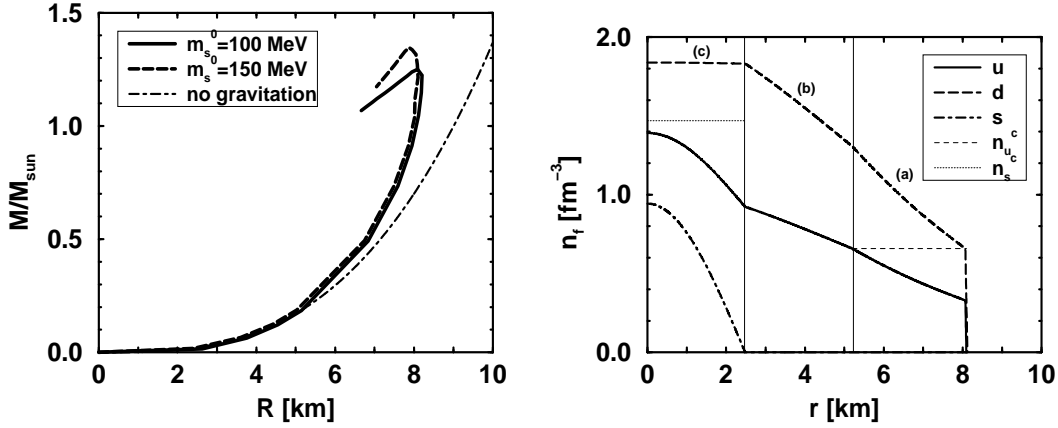 1.5
1.0
0.5
0.0
M/M_sun
m_s^0=100 MeV
m_s^0=150 MeV
no gravitation
0 2 4 6 8 10
R [km]
2.0
1.0
0.0
n_f [fm^−3]
(c)
(b)
(a)
u
d
s
n_u^c
n_s^c
0 2 4 6 8 10
r [km]